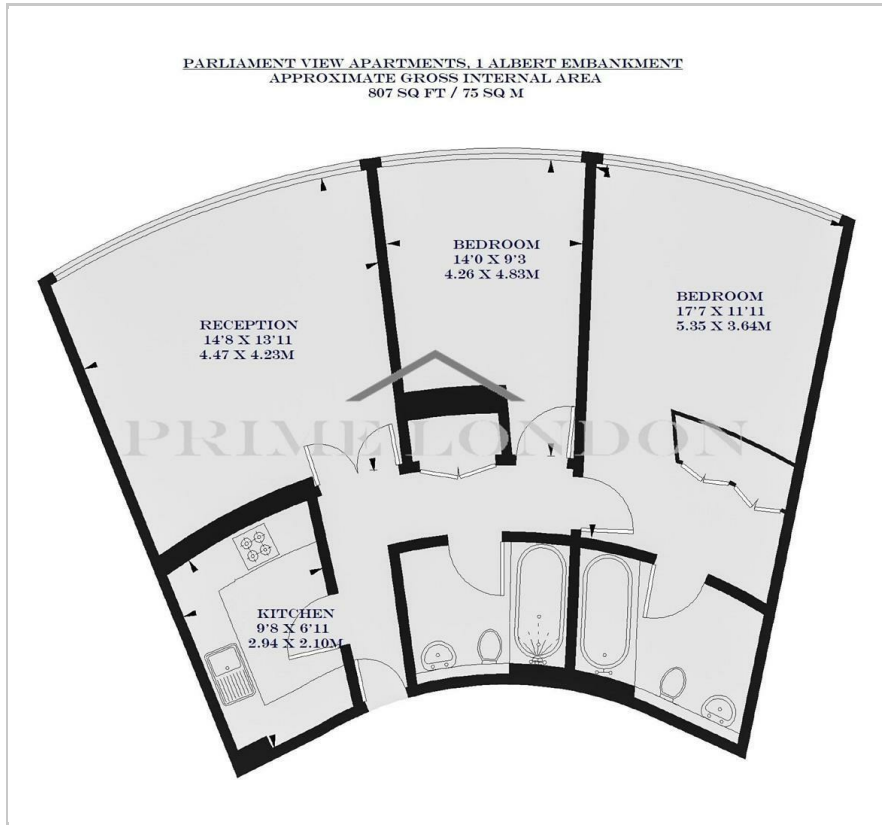 PARLIAMENT VIEW APARTMENTS, 1 ALBERT EMBANKMENT
APPROXIMATE GROSS INTERNAL AREA
807 SQ FT / 75 SQ M
BEDROOM
14'0 X 9'3
4.26 X 4.83M
BEDROOM
17'7 X 11'11
5.35 X 3.64M
RECEPTION
14'8 X 13'11
4.47 X 4.23M
PRIME LONDON
KITCHEN
9'8 X 6'11
2.94 X 2.10M